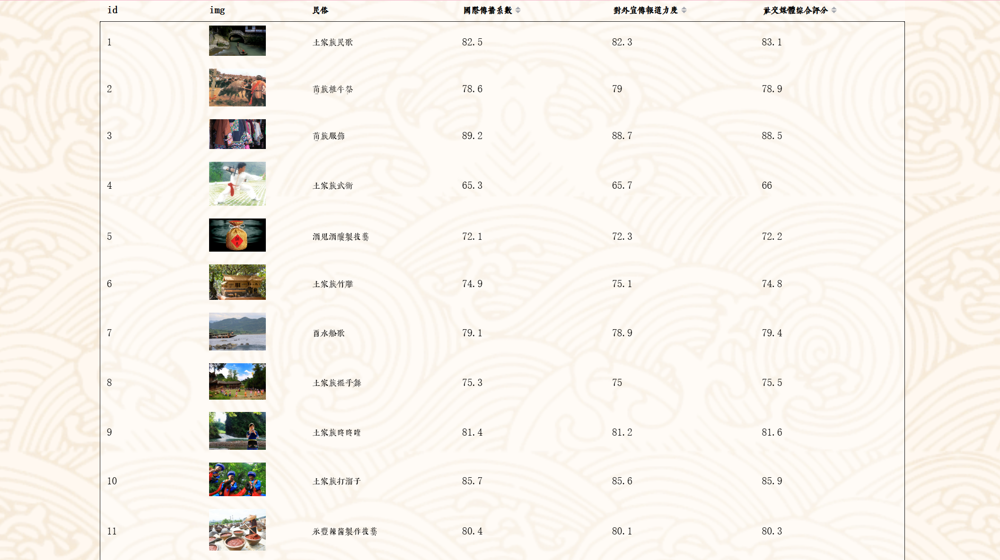 id img 民俗 國際傳播系數 對外宣傳報道力度 社交媒體綜合評分
1 土家族民歌 82.5 82.3 83.1
2 苗族椎牛祭 78.6 79 78.9
3 苗族服飾 89.2 88.7 88.5
4 土家族武術 65.3 65.7 66
5 酒鬼酒釀製技藝 72.1 72.3 72.2
6 土家族竹雕 74.9 75.1 74.8
7 酉水船歌 79.1 78.9 79.4
8 土家族擺手舞 75.3 75 75.5
9 土家族咚咚喹 81.4 81.2 81.6
10 土家族打溜子 85.7 85.6 85.9
11 永豐辣醬製作技藝 80.4 80.1 80.3